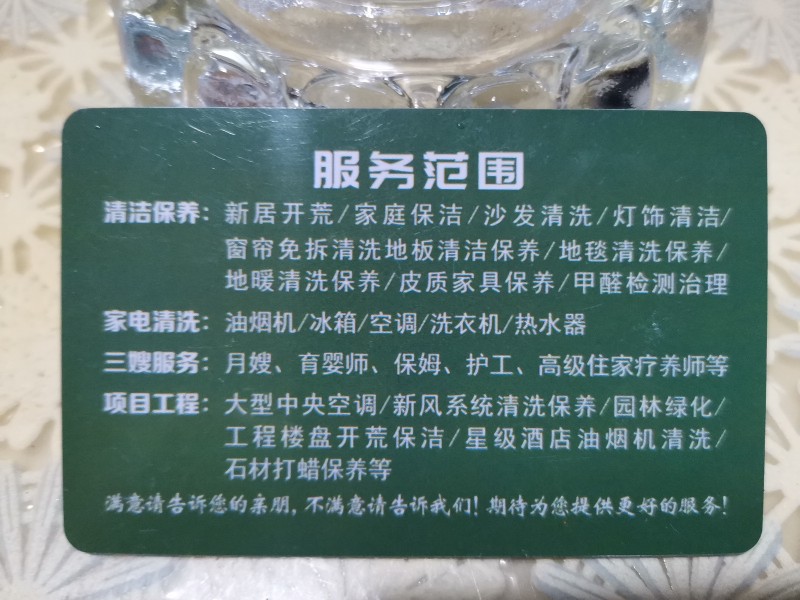 服务范围
清洁保养：新居开荒/家庭保洁/沙发清洗/灯饰清洁/
窗帘免拆清洗地板清洁保养/地毯清洗保养/
地暖清洗保养/皮质家具保养/甲醛检测治理
家电清洗：油烟机/冰箱/空调/洗衣机/热水器
三嫂服务：月嫂、育婴师、保姆、护工、高级住家疗养师等
项目工程：大型中央空调/新风系统清洗保养/园林绿化/
工程楼盘开荒保洁/星级酒店油烟机清洗/
石材打蜡保养等
满意请告诉您的亲朋，不满意请告诉我们！期待为您提供更好的服务！